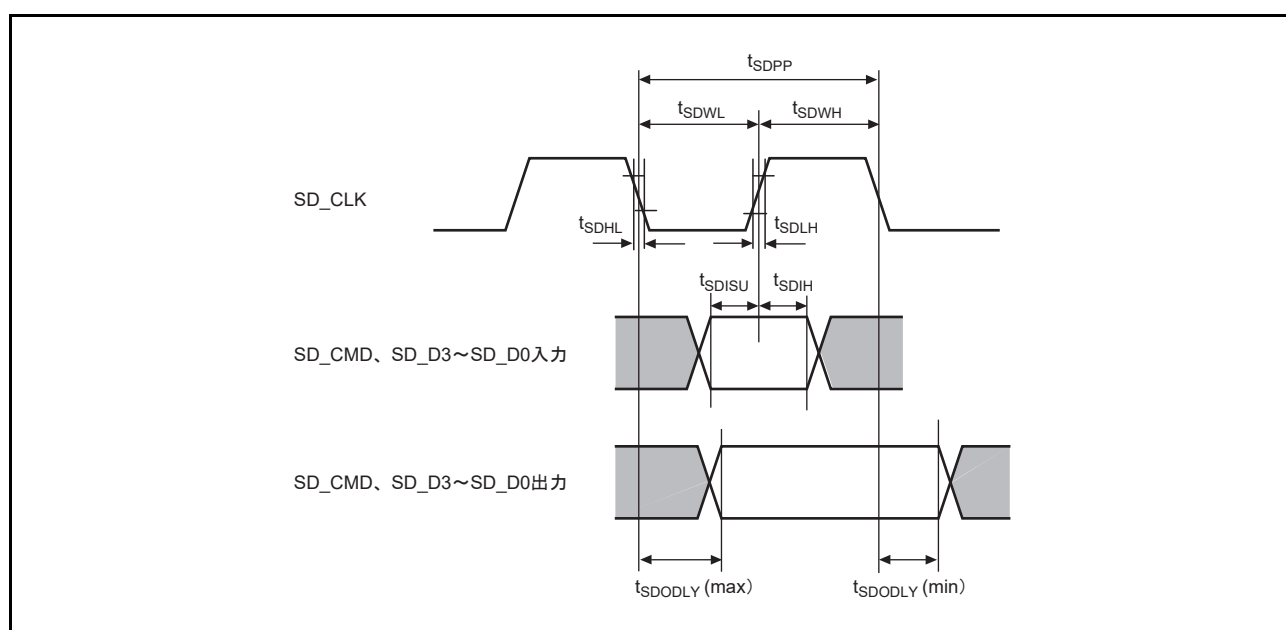 tSDPP
tSDWL tSDWH
SD_CLK
tSDHL tSDLH
tSDISU tSDIH
SD_CMD、SD_D3～SD_D0入力
SD_CMD、SD_D3～SD_D0出力
tSDODLY (max） tSDODLY (min）